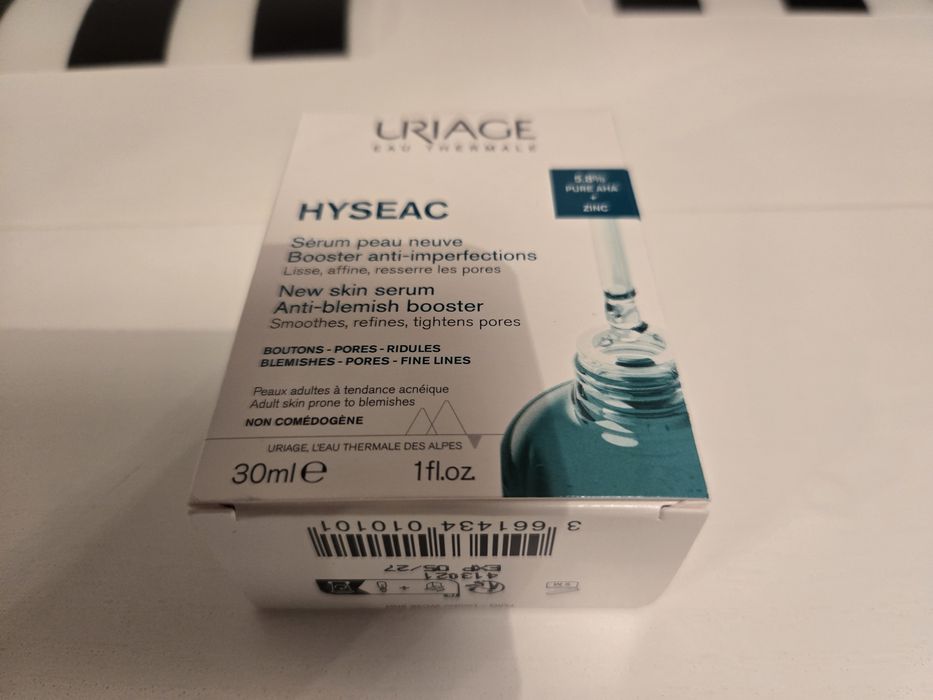 URIAGE
EAU THERMALE
5.8%
PURE AHA
+
ZINC
HYSEAC
Sérum peau neuve
Booster anti-imperfections
Lisse, affine, resserre les pores
New skin serum
Anti-blemish booster
Smoothes, refines, tightens pores
BOUTONS - PORES - RIDULES
BLEMISHES - PORES - FINE LINES
Peaux adultes à tendance acnéique
Adult skin prone to blemishes
NON COMÉDOGÈNE
URIAGE, L'EAU THERMALE DES ALPES
30ml e 1fl.oz.
3 661434 010101
EXP 05/27
413021